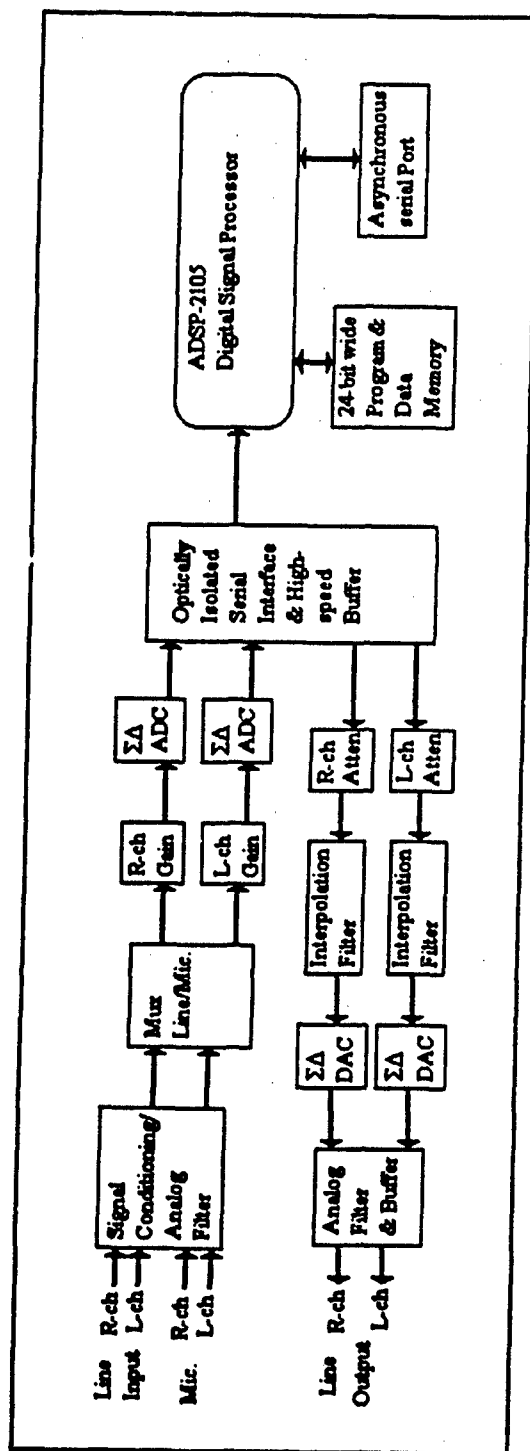 Line R-ch
Input L-ch
Mic. R-ch
L-ch
Signal
Conditioning/
Analog
Filter
Mux
Line/Mic.
R-ch
Gain
L-ch
Gain
ΣΔ
ADC
ΣΔ
ADC
Optically
Isolated
Serial
Interface
& High-
speed
Buffer
ADSP-2105
Digital Signal Processor
24-bit wide
Program &
Data
Memory
Asynchronous
serial Port
Line R-ch
Output L-ch
Analog
Filter
& Buffer
ΣΔ
DAC
ΣΔ
DAC
Interpolation
Filter
Interpolation
Filter
R-ch
Atten
L-ch
Atten